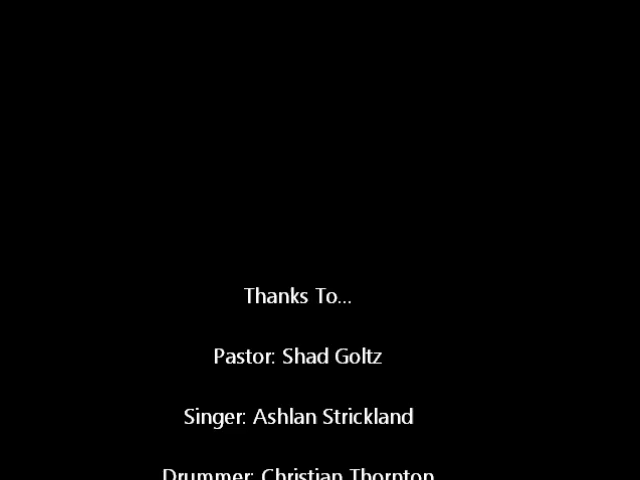 Thanks To...
Pastor: Shad Goltz
Singer: Ashlan Strickland
Drummer: Christian Thornton